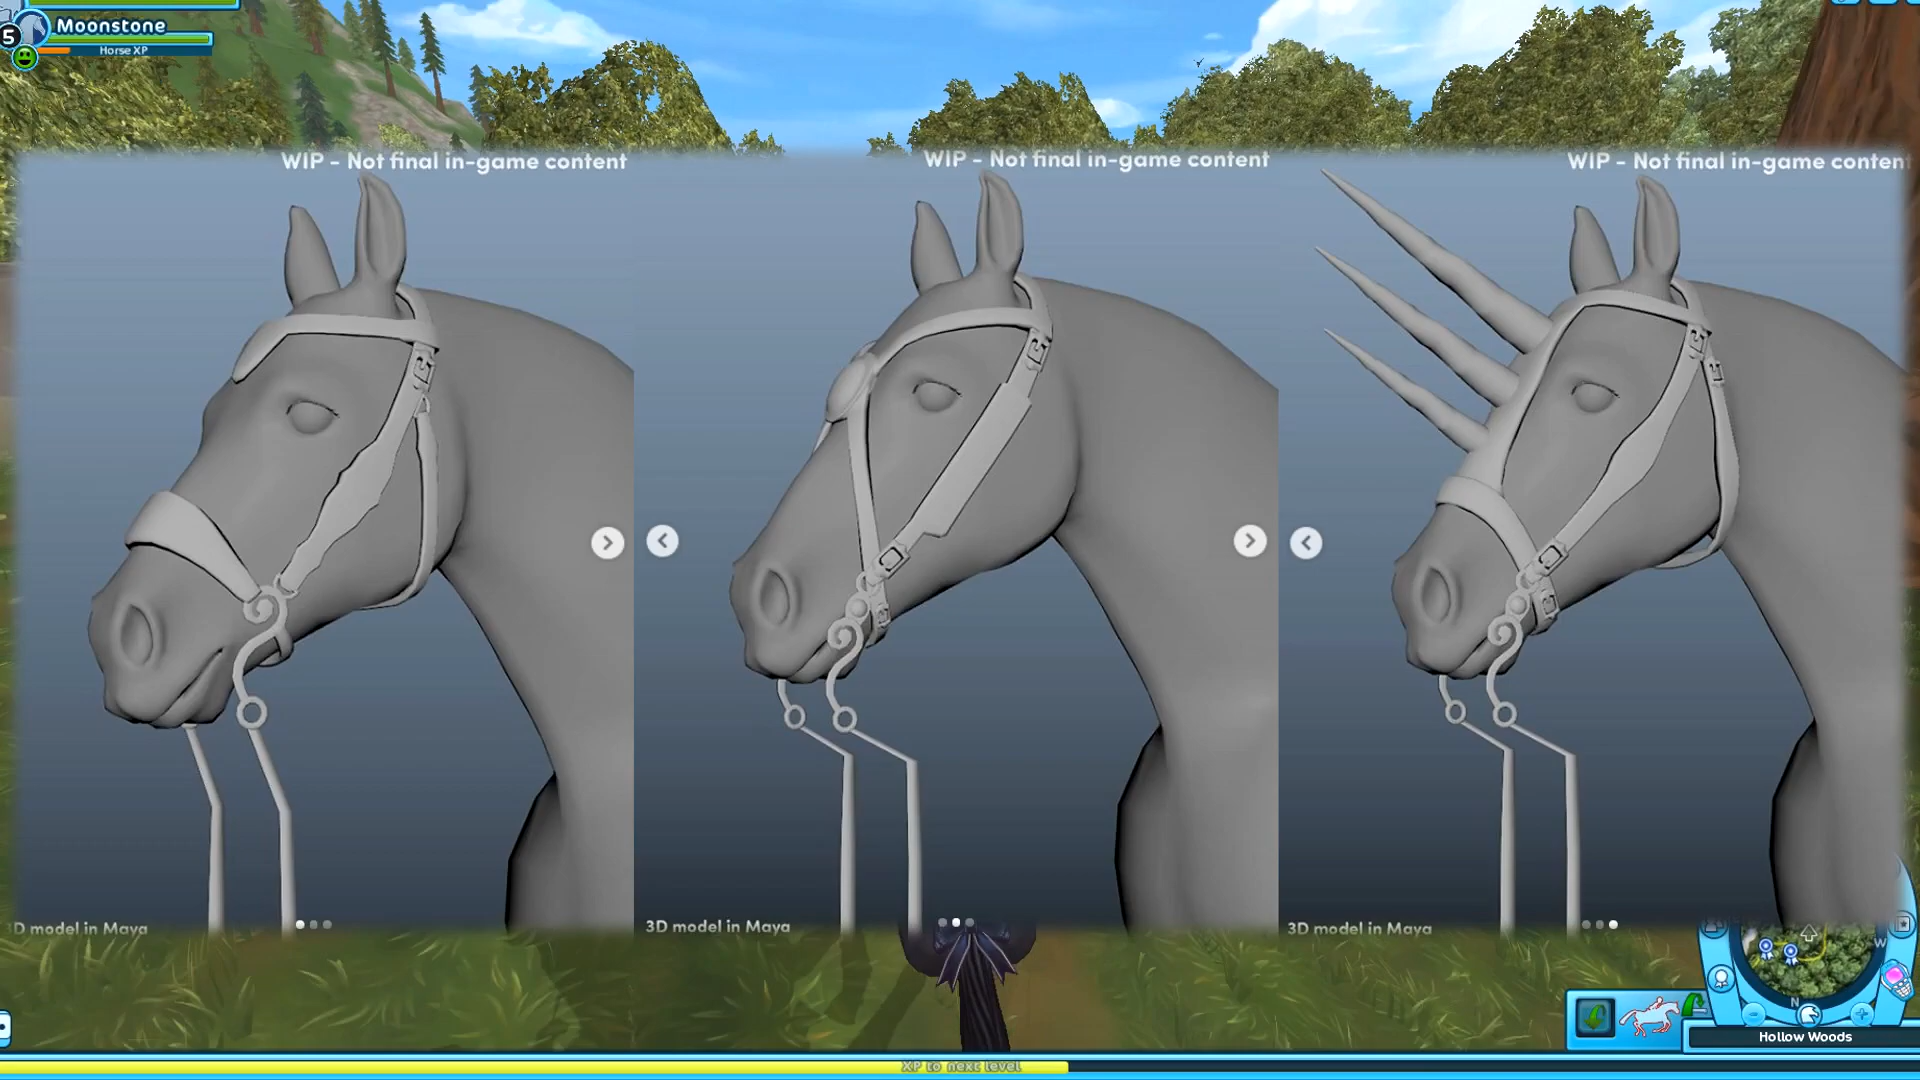 Moonstone
5
Horse XP
WIP - Not final in-game content
WIP - Not final in-game content
WIP - Not final in-game content
D model in Maya
3D model in Maya
3D model in Maya
W
N
Hollow Woods
XP to next level